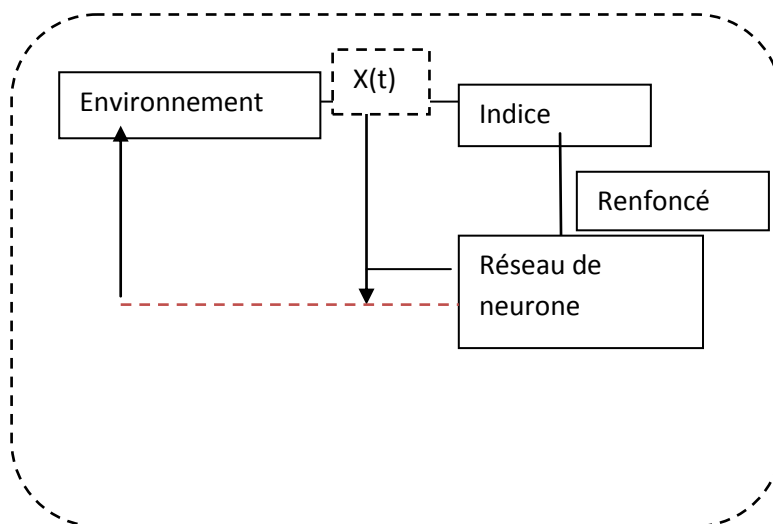 Environnement
X(t)
Indice
Renfoncé
Réseau de
neurone